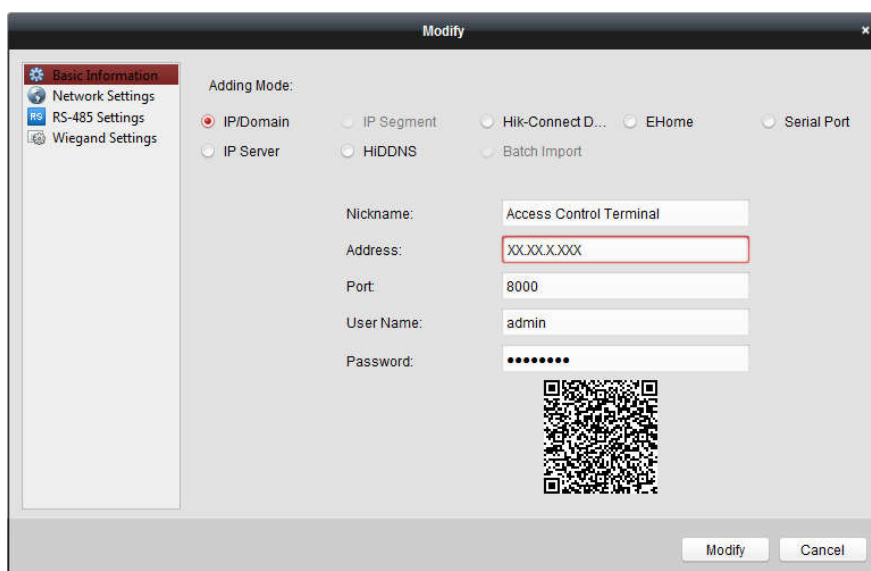 Modify
×
Basic Information
Network Settings
RS RS-485 Settings
Wiegand Settings
Adding Mode:
IP/Domain IP Segment Hik-Connect D... EHome Serial Port
IP Server HiDDNS Batch Import
Nickname: Access Control Terminal
Address: XX.XX.X.XXX
Port: 8000
User Name: admin
Password: ●●●●●●●●
Modify Cancel